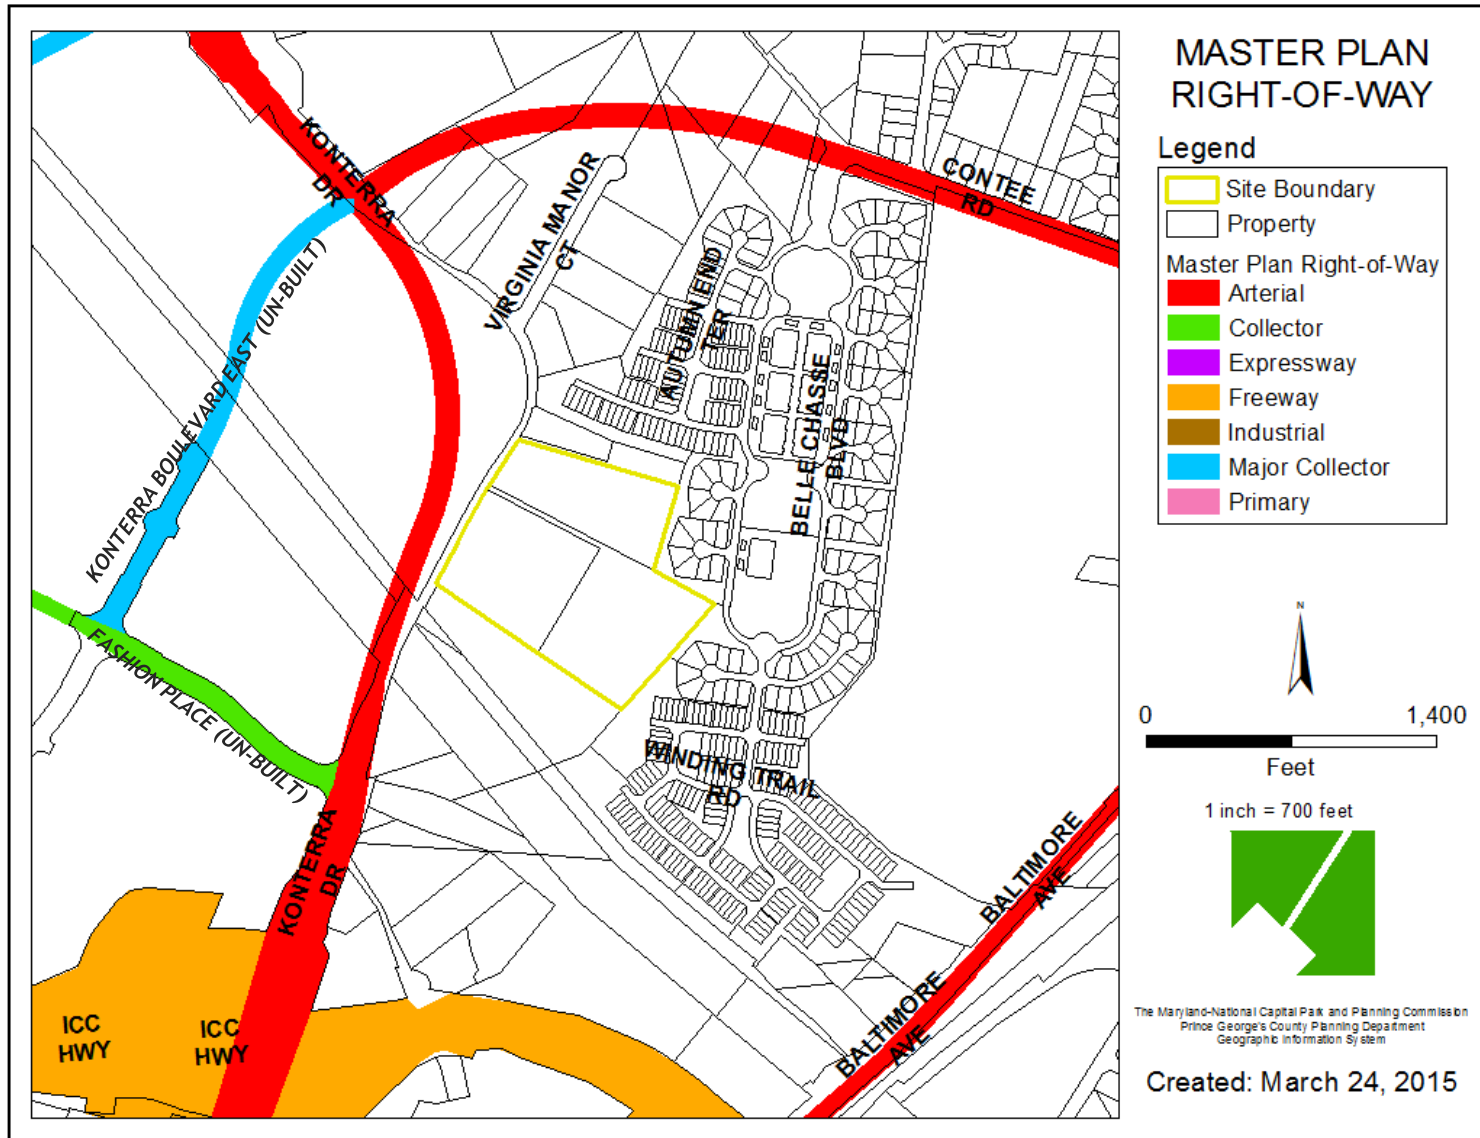 MASTER PLAN
RIGHT-OF-WAY
Legend
Site Boundary
Property
Master Plan Right-of-Way
Arterial
Collector
Expressway
Freeway
Industrial
Major Collector
Primary
N
0 1,400
Feet
1 inch = 700 feet
The Maryland-National Capital Park and Planning Commission
Prince George's County Planning Department
Geographic Information System
Created: March 24, 2015
KONTERRA
DR
CONTEE
RD
VIRGINIA MANOR
CT
AUTUMN END
TER
BELLE CHASSE
BLVD
KONTERRA BOULEVARD EAST (UN-BUILT)
FASHION PLACE (UN-BUILT)
WINDING TRAIL
RD
KONTERRA
DR
BALTIMORE
AVE
BALTIMORE
AVE
ICC
HWY
ICC
HWY